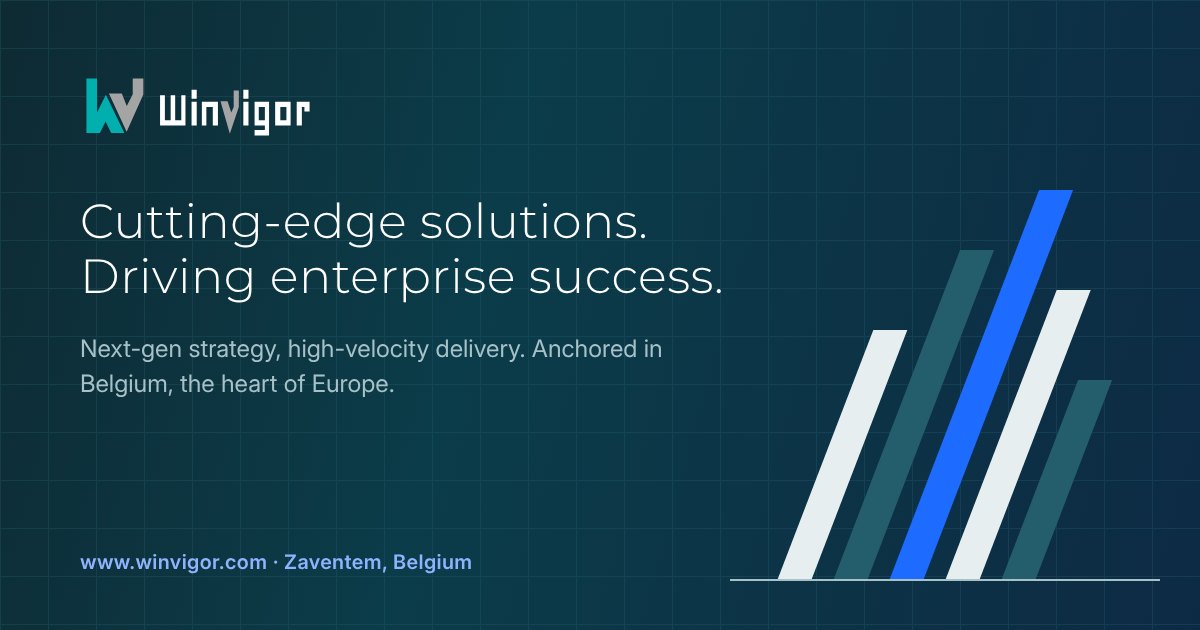 WinVigor
Cutting-edge solutions.
Driving enterprise success.
Next-gen strategy, high-velocity delivery. Anchored in
Belgium, the heart of Europe.
www.winvigor.com · Zaventem, Belgium